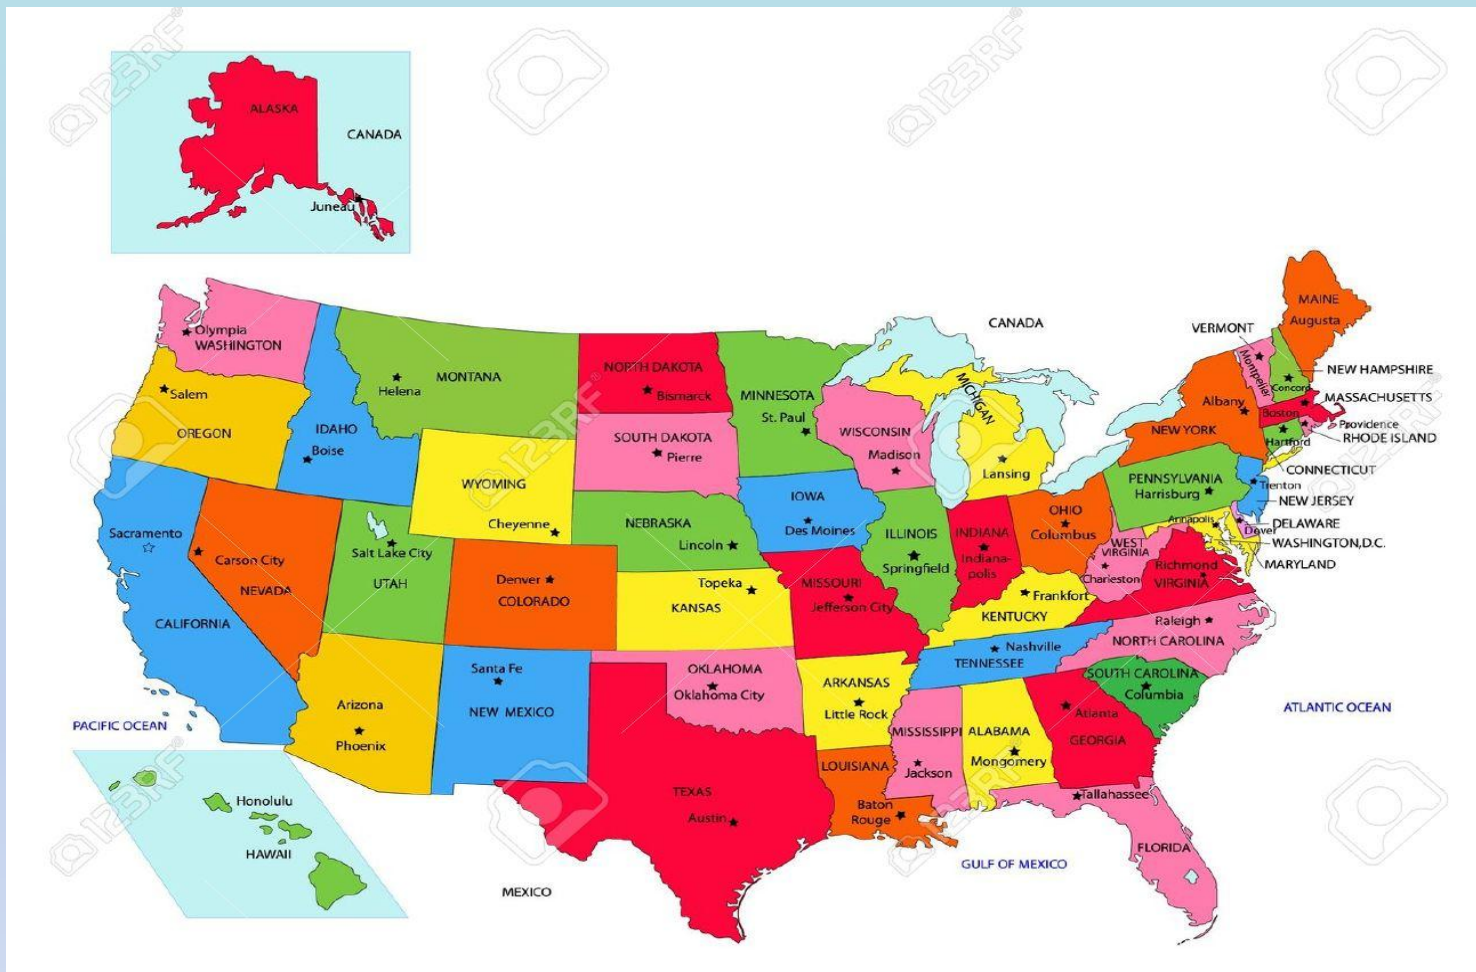 ALASKA
CANADA
Juneau
CANADA
Olympia
WASHINGTON
Salem
OREGON
IDAHO
Boise
MONTANA
Helena
WYOMING
Cheyenne
NORTH DAKOTA
Bismarck
SOUTH DAKOTA
Pierre
NEBRASKA
Lincoln
MINNESOTA
St. Paul
IOWA
Des Moines
WISCONSIN
Madison
MICHIGAN
Lansing
ILLINOIS
Springfield
INDIANA
Indiana-
polis
OHIO
Columbus
PENNSYLVANIA
Harrisburg
NEW YORK
Albany
VERMONT
Montpelier
MAINE
Augusta
NEW HAMPSHIRE
Concord
MASSACHUSETTS
Boston
Providence
RHODE ISLAND
Hartford
CONNECTICUT
Trenton
NEW JERSEY
DELAWARE
Dover
WASHINGTON,D.C.
Annapolis
MARYLAND
WEST
VIRGINIA
Charleston
Richmond
VIRGINIA
Raleigh
NORTH CAROLINA
SOUTH CAROLINA
Columbia
Frankfort
KENTUCKY
Nashville
TENNESSEE
Atlanta
GEORGIA
ALABAMA
Mongomery
MISSISSIPPI
Jackson
Tallahassee
FLORIDA
LOUISIANA
Baton
Rouge
ARKANSAS
Little Rock
MISSOURI
Jefferson City
Topeka
KANSAS
OKLAHOMA
Oklahoma City
TEXAS
Austin
Denver
COLORADO
Santa Fe
NEW MEXICO
Salt Lake City
UTAH
Arizona
Phoenix
Carson City
NEVADA
Sacramento
CALIFORNIA
PACIFIC OCEAN
ATLANTIC OCEAN
GULF OF MEXICO
MEXICO
Honolulu
HAWAII
123RF
123RF
123RF
123RF
123RF
123RF